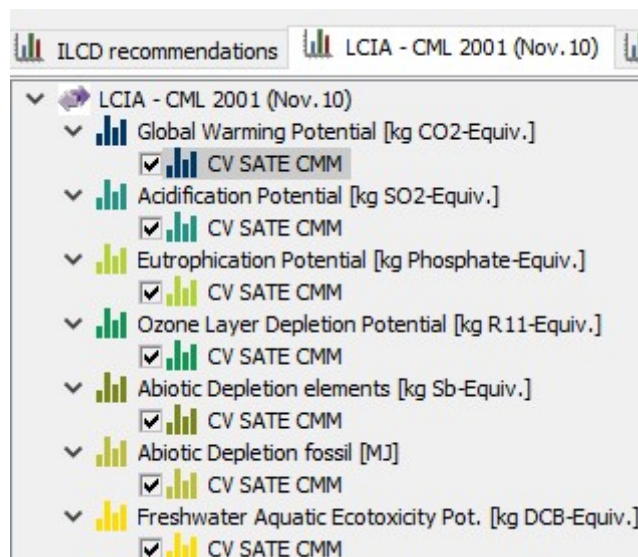 ILCD recommendations LCIA - CML 2001 (Nov. 10)
LCIA - CML 2001 (Nov. 10)
Global Warming Potential [kg CO2-Equiv.]
CV SATE CMM
Acidification Potential [kg SO2-Equiv.]
CV SATE CMM
Eutrophication Potential [kg Phosphate-Equiv.]
CV SATE CMM
Ozone Layer Depletion Potential [kg R11-Equiv.]
CV SATE CMM
Abiotic Depletion elements [kg Sb-Equiv.]
CV SATE CMM
Abiotic Depletion fossil [MJ]
CV SATE CMM
Freshwater Aquatic Ecotoxicity Pot. [kg DCB-Equiv.]
CV SATE CMM